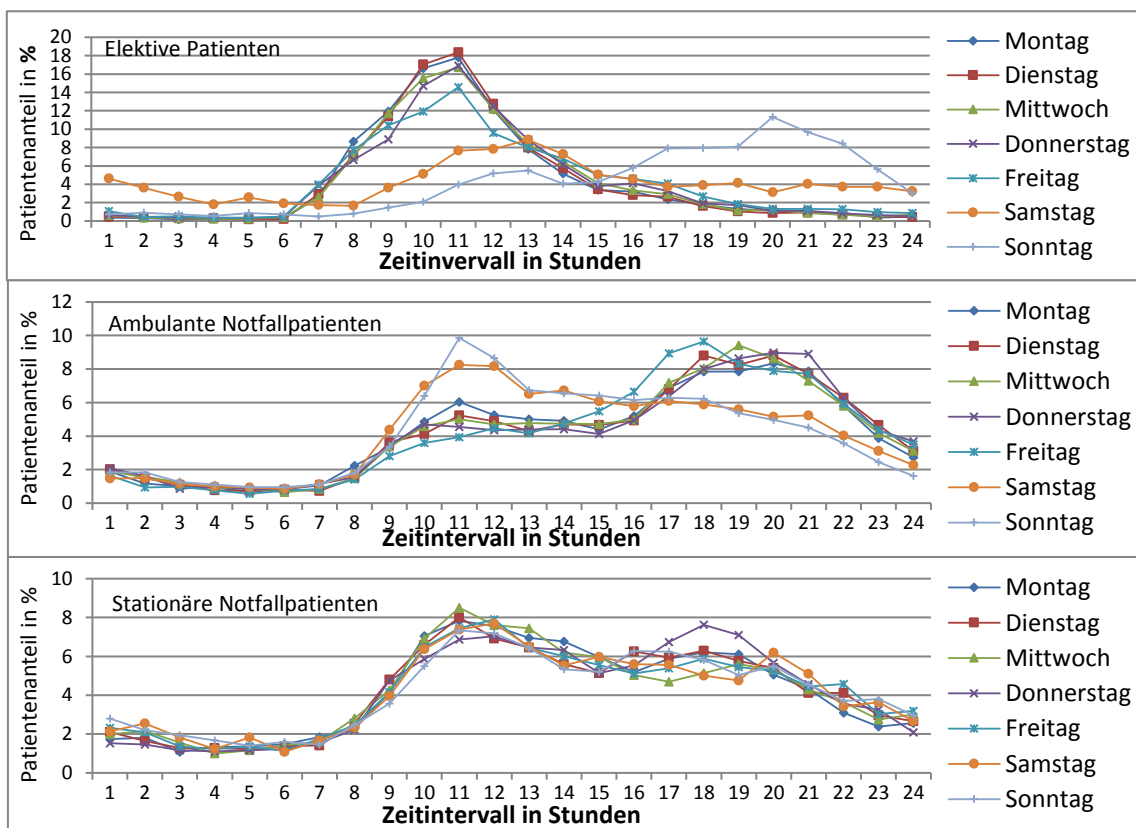 Patientenanteil in %
Elektive Patienten
20
18
16
14
12
10
8
6
4
2
0
1 2 3 4 5 6 7 8 9 10 11 12 13 14 15 16 17 18 19 20 21 22 23 24
Zeitinvervall in Stunden
Montag
Dienstag
Mittwoch
Donnerstag
Freitag
Samstag
Sonntag
Patientenanteil in %
Ambulante Notfallpatienten
12
10
8
6
4
2
0
1 2 3 4 5 6 7 8 9 10 11 12 13 14 15 16 17 18 19 20 21 22 23 24
Zeitintervall in Stunden
Montag
Dienstag
Mittwoch
Donnerstag
Freitag
Samstag
Sonntag
Patientenanteil in %
Stationäre Notfallpatienten
10
8
6
4
2
0
1 2 3 4 5 6 7 8 9 10 11 12 13 14 15 16 17 18 19 20 21 22 23 24
Zeitintervall in Stunden
Montag
Dienstag
Mittwoch
Donnerstag
Freitag
Samstag
Sonntag